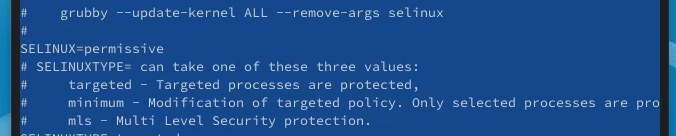 #    grubby --update-kernel ALL --remove-args selinux
#
SELINUX=permissive
# SELINUXTYPE= can take one of these three values:
#     targeted - Targeted processes are protected,
#     minimum - Modification of targeted policy. Only selected processes are pro
#     mls - Multi Level Security protection.